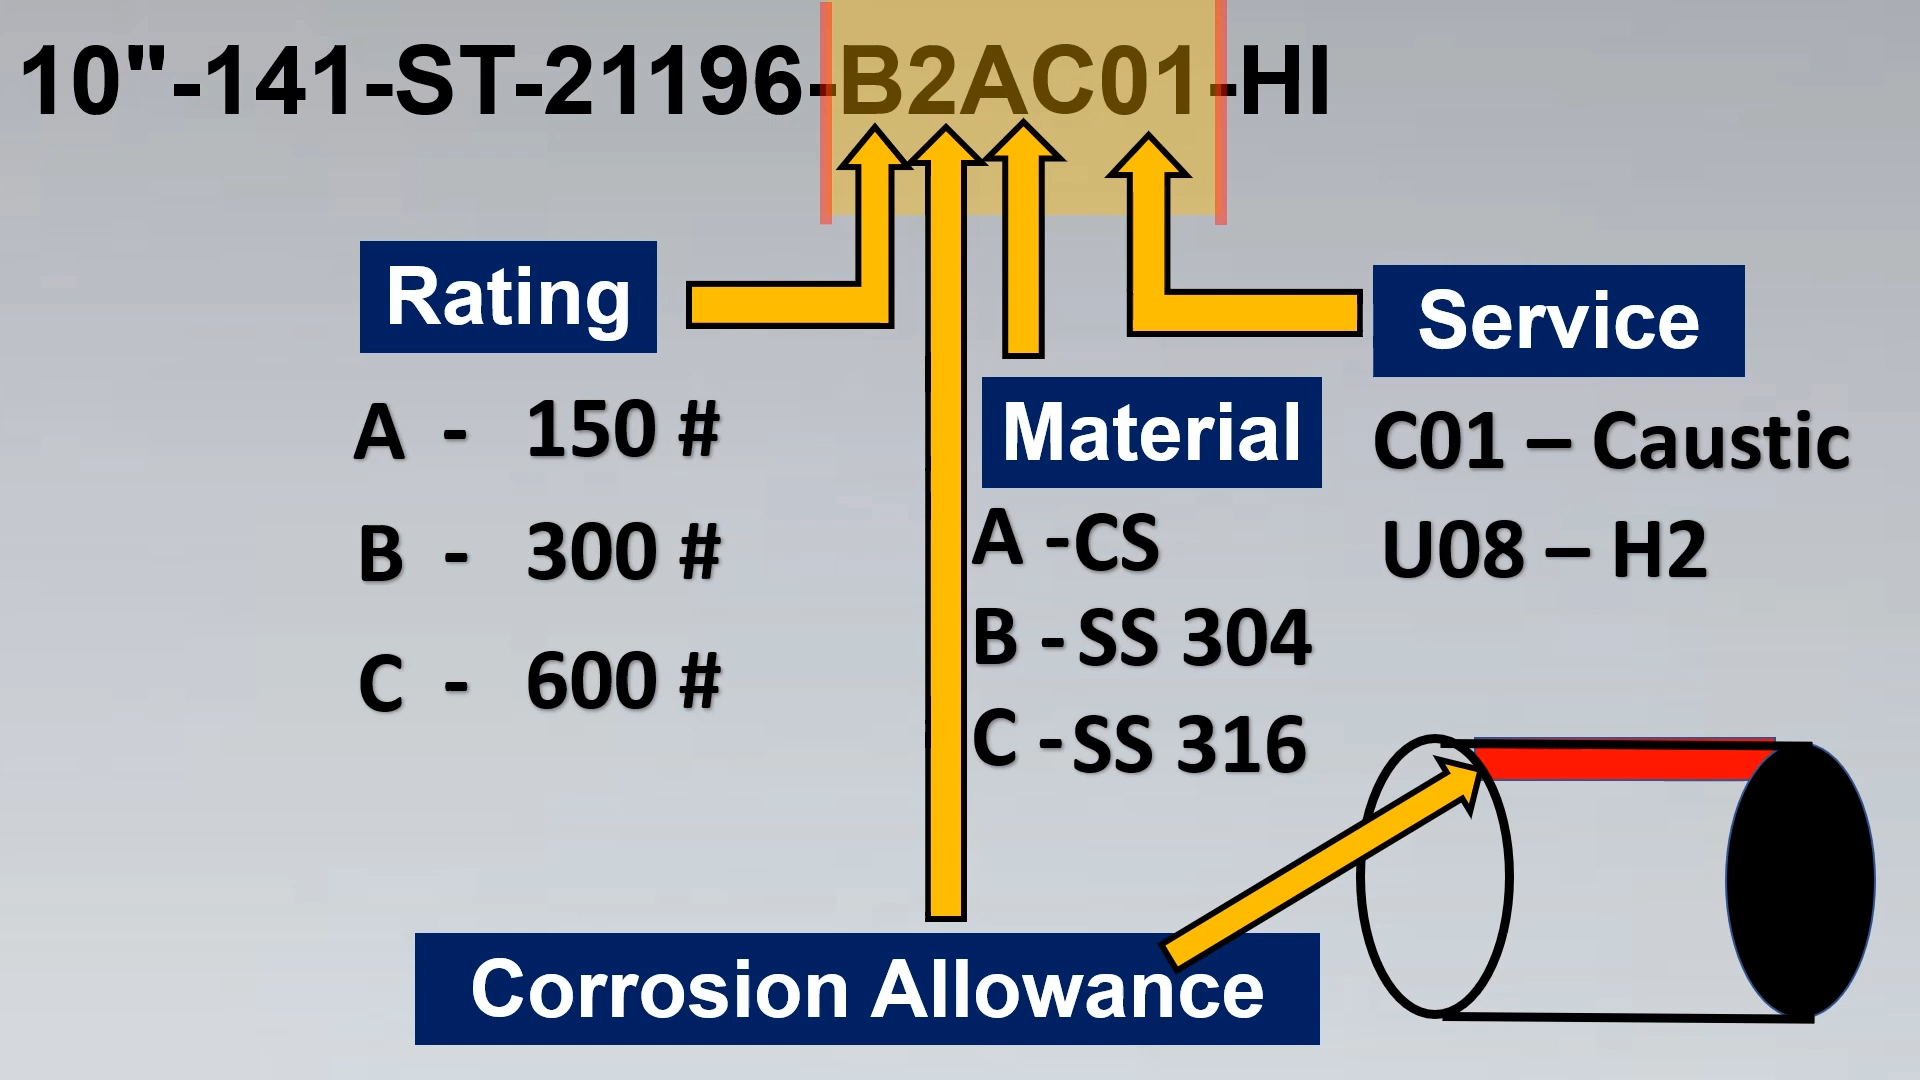 10"-141-ST-21196-B2AC01-HI
Rating
A - 150 #
B - 300 #
C - 600 #
Material
A -CS
B -SS 304
C -SS 316
Service
C01 – Caustic
U08 – H2
Corrosion Allowance